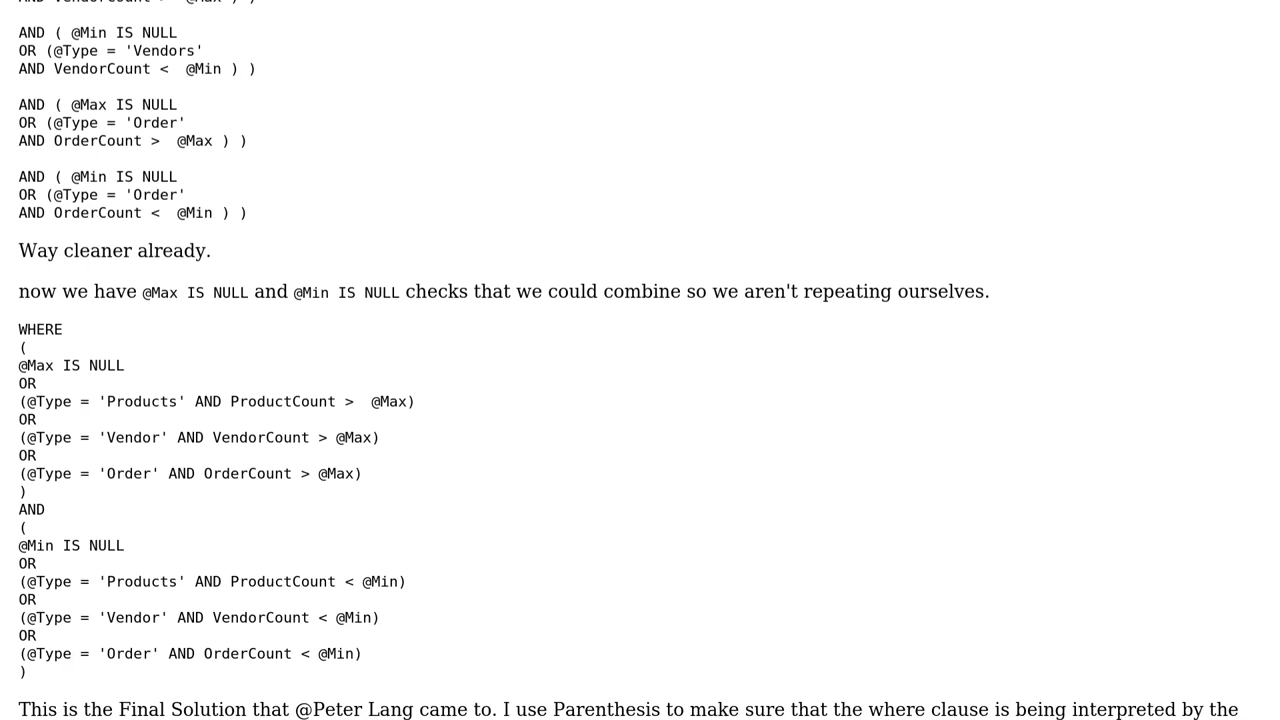 AND VendorCount >  @Max ) )
AND ( @Min IS NULL
OR (@Type = 'Vendors'
AND VendorCount <  @Min ) )
AND ( @Max IS NULL
OR (@Type = 'Order'
AND OrderCount >  @Max ) )
AND ( @Min IS NULL
OR (@Type = 'Order'
AND OrderCount <  @Min ) )
Way cleaner already.
now we have @Max IS NULL and @Min IS NULL checks that we could combine so we aren't repeating ourselves.
WHERE
(
@Max IS NULL
OR
(@Type = 'Products' AND ProductCount >  @Max)
OR
(@Type = 'Vendor' AND VendorCount > @Max)
OR
(@Type = 'Order' AND OrderCount > @Max)
)
AND
(
@Min IS NULL
OR
(@Type = 'Products' AND ProductCount < @Min)
OR
(@Type = 'Vendor' AND VendorCount < @Min)
OR
(@Type = 'Order' AND OrderCount < @Min)
)
This is the Final Solution that @Peter Lang came to. I use Parenthesis to make sure that the where clause is being interpreted by the